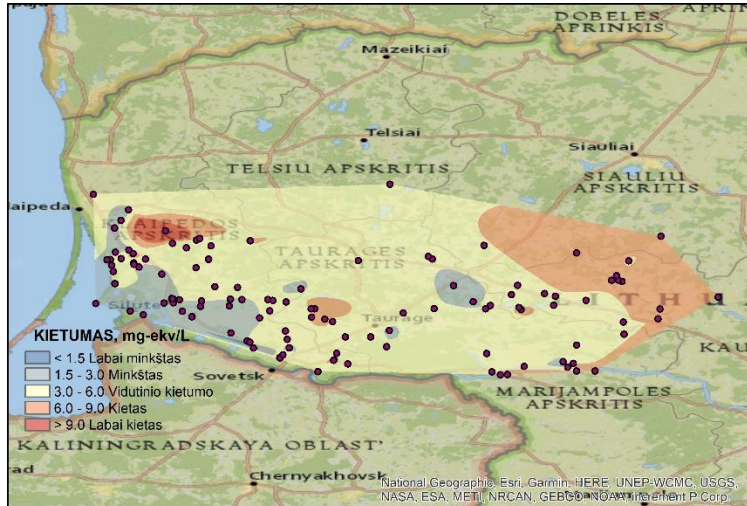 DOBELES
APRINKIS
Mazeikiai
Telsiai
Siauliai
TELSIU APSKRITIS
SIAULIU
APSKRITIS
laipeda
KLAIPEDOS
APSKRITIS
TAURAGES
APSKRITIS
Silute
Taurage
KIETUMAS, mg-ekv/L
< 1.5 Labai minkštas
1.5 - 3.0 Minkštas
3.0 - 6.0 Vidutinio kietumo
6.0 - 9.0 Kietas
> 9.0 Labai kietas
KAU
Sovetsk
MARIJAMPOLES
APSKRITIS
KALININGRADSKAYA OBLAST'
rad
Chernyakhovsk
National Geographic, Esri, Garmin, HERE, UNEP-WCMC, USGS,
NASA, ESA, METI, NRCAN, GEBCO, NOAA, increment P Corp.